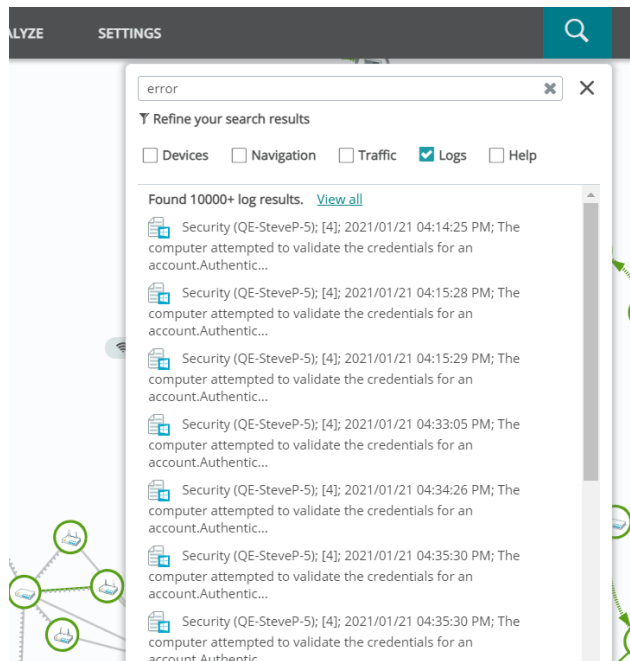 ALYZE SETTINGS
error
Refine your search results
Devices Navigation Traffic Logs Help
Found 10000+ log results. View all
Security (QE-SteveP-5); [4]; 2021/01/21 04:14:25 PM; The
computer attempted to validate the credentials for an
account.Authentic...
Security (QE-SteveP-5); [4]; 2021/01/21 04:15:28 PM; The
computer attempted to validate the credentials for an
account.Authentic...
Security (QE-SteveP-5); [4]; 2021/01/21 04:15:29 PM; The
computer attempted to validate the credentials for an
account.Authentic...
Security (QE-SteveP-5); [4]; 2021/01/21 04:33:05 PM; The
computer attempted to validate the credentials for an
account.Authentic...
Security (QE-SteveP-5); [4]; 2021/01/21 04:34:26 PM; The
computer attempted to validate the credentials for an
account.Authentic...
Security (QE-SteveP-5); [4]; 2021/01/21 04:35:30 PM; The
computer attempted to validate the credentials for an
account.Authentic...
Security (QE-SteveP-5); [4]; 2021/01/21 04:35:30 PM; The
computer attempted to validate the credentials for an
account.Authentic...